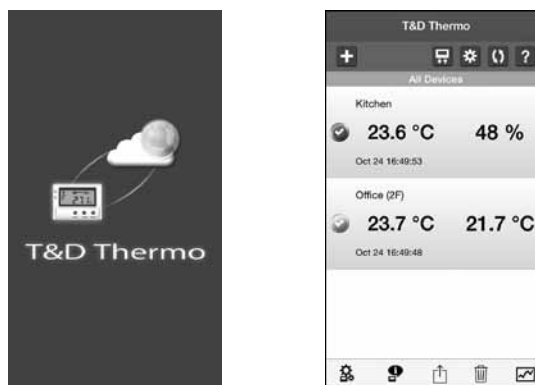 T&D Thermo
T&D Thermo
?
All Devices
Kitchen
23.6 °C 48 %
Oct 24 16:49:53
Office (2F)
23.7 °C 21.7 °C
Oct 24 16:49:48